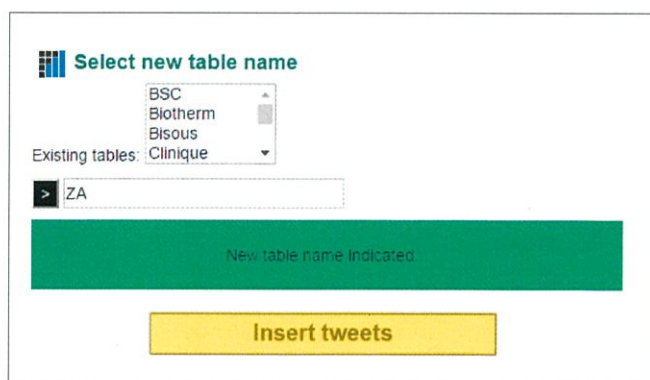 Select new table name
BSC
Biotherm
Bisous
Existing tables: Clinique
> ZA
New table name Indicated...
Insert tweets